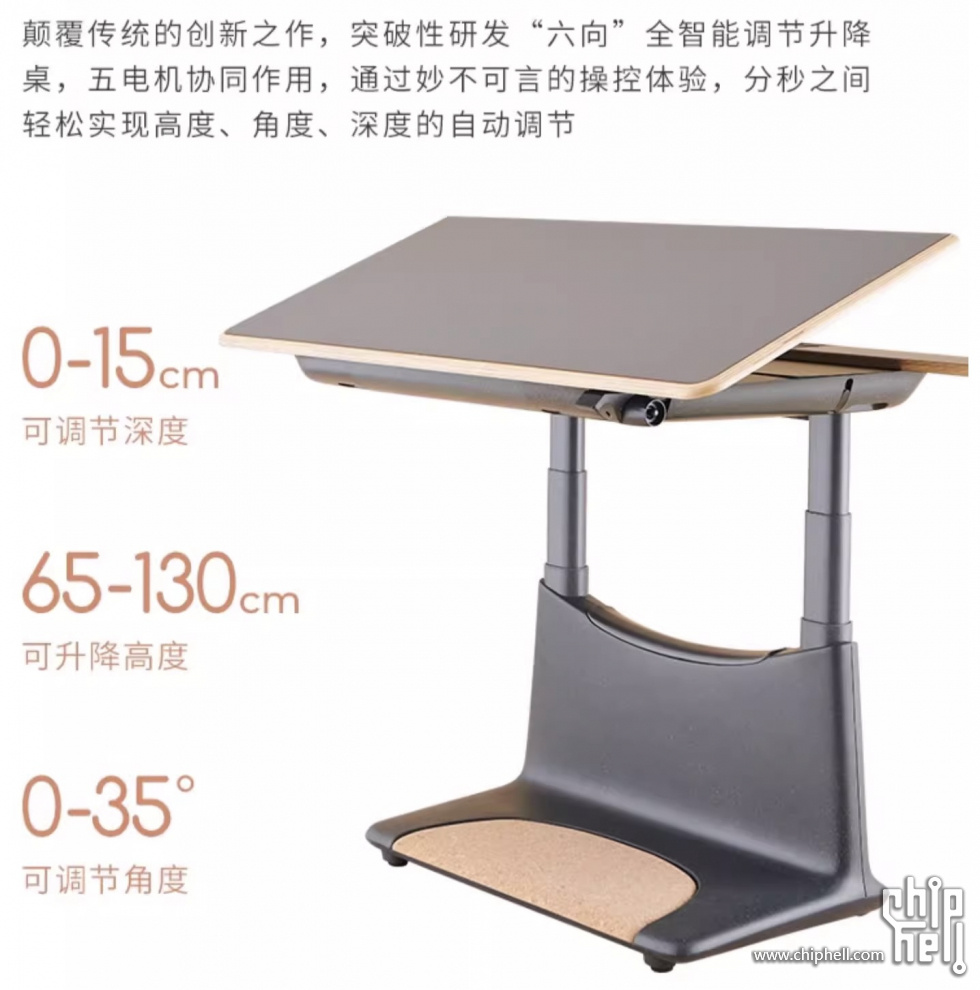 颠覆传统的创新之作，突破性研发“六向”全智能调节升降
桌，五电机协同作用，通过妙不可言的操控体验，分秒之间
轻松实现高度、角度、深度的自动调节
0-15cm
可调节深度
65-130cm
可升降高度
0-35°
可调节角度
chip
hell
www.chiphell.com